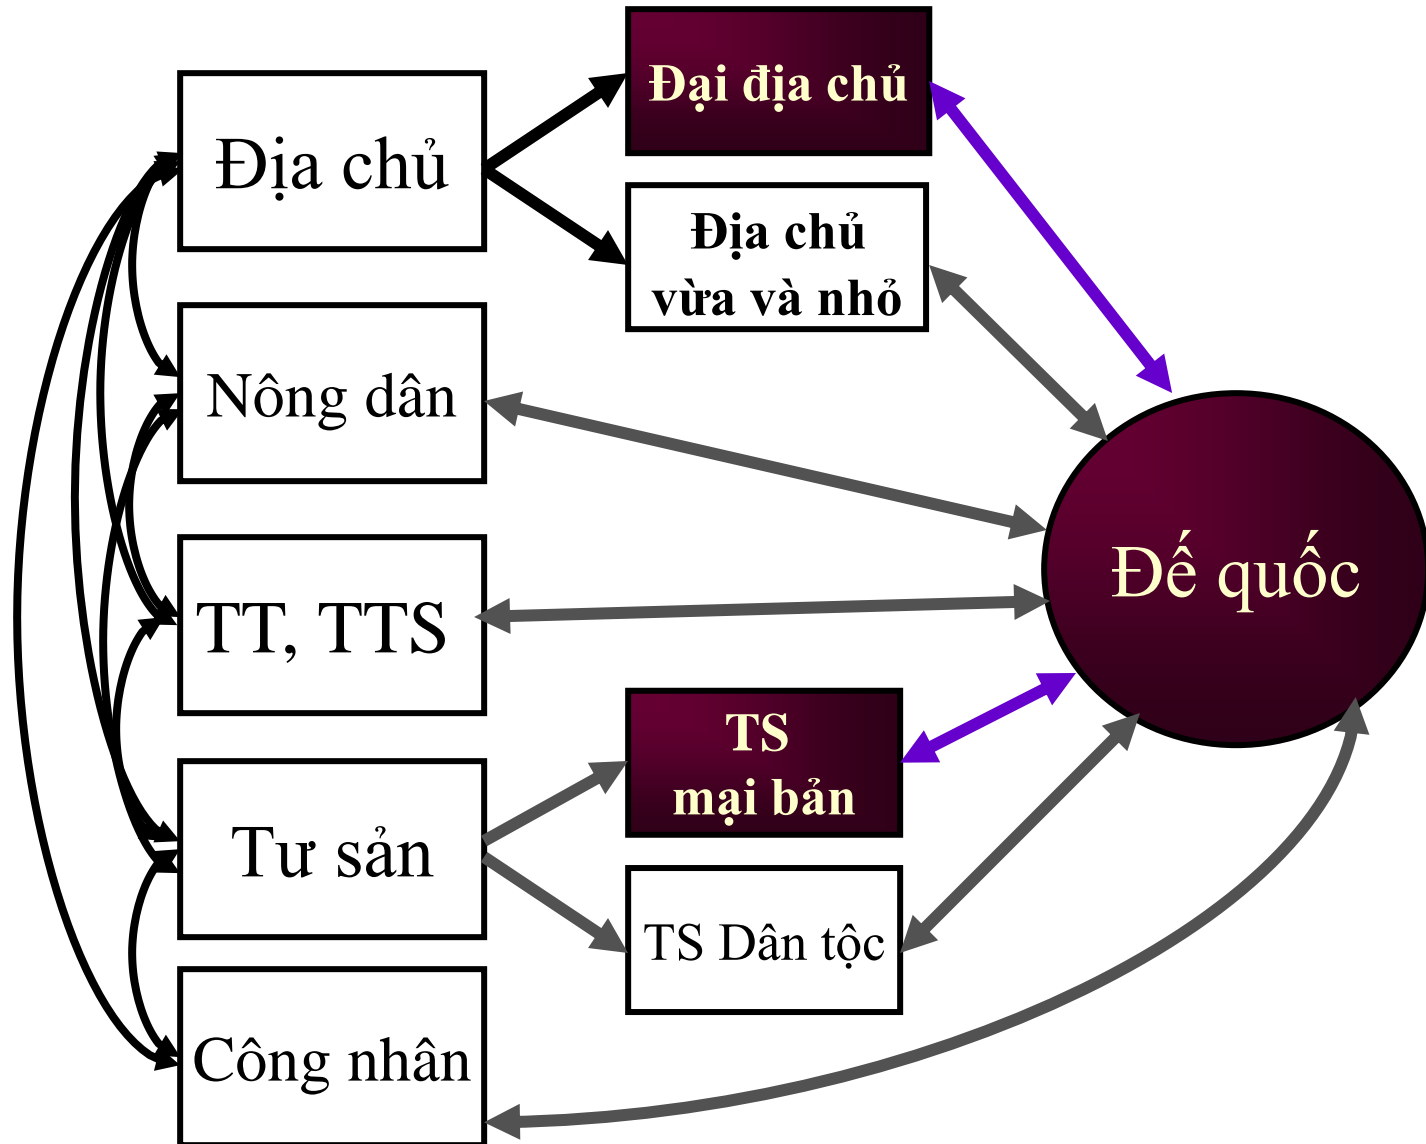 Đại địa chủ
Địa chủ
Địa chủ
vừa và nhỏ
Nông dân
Đế quốc
TT, TTS
TS
mại bản
Tư sản
TS Dân tộc
Công nhân